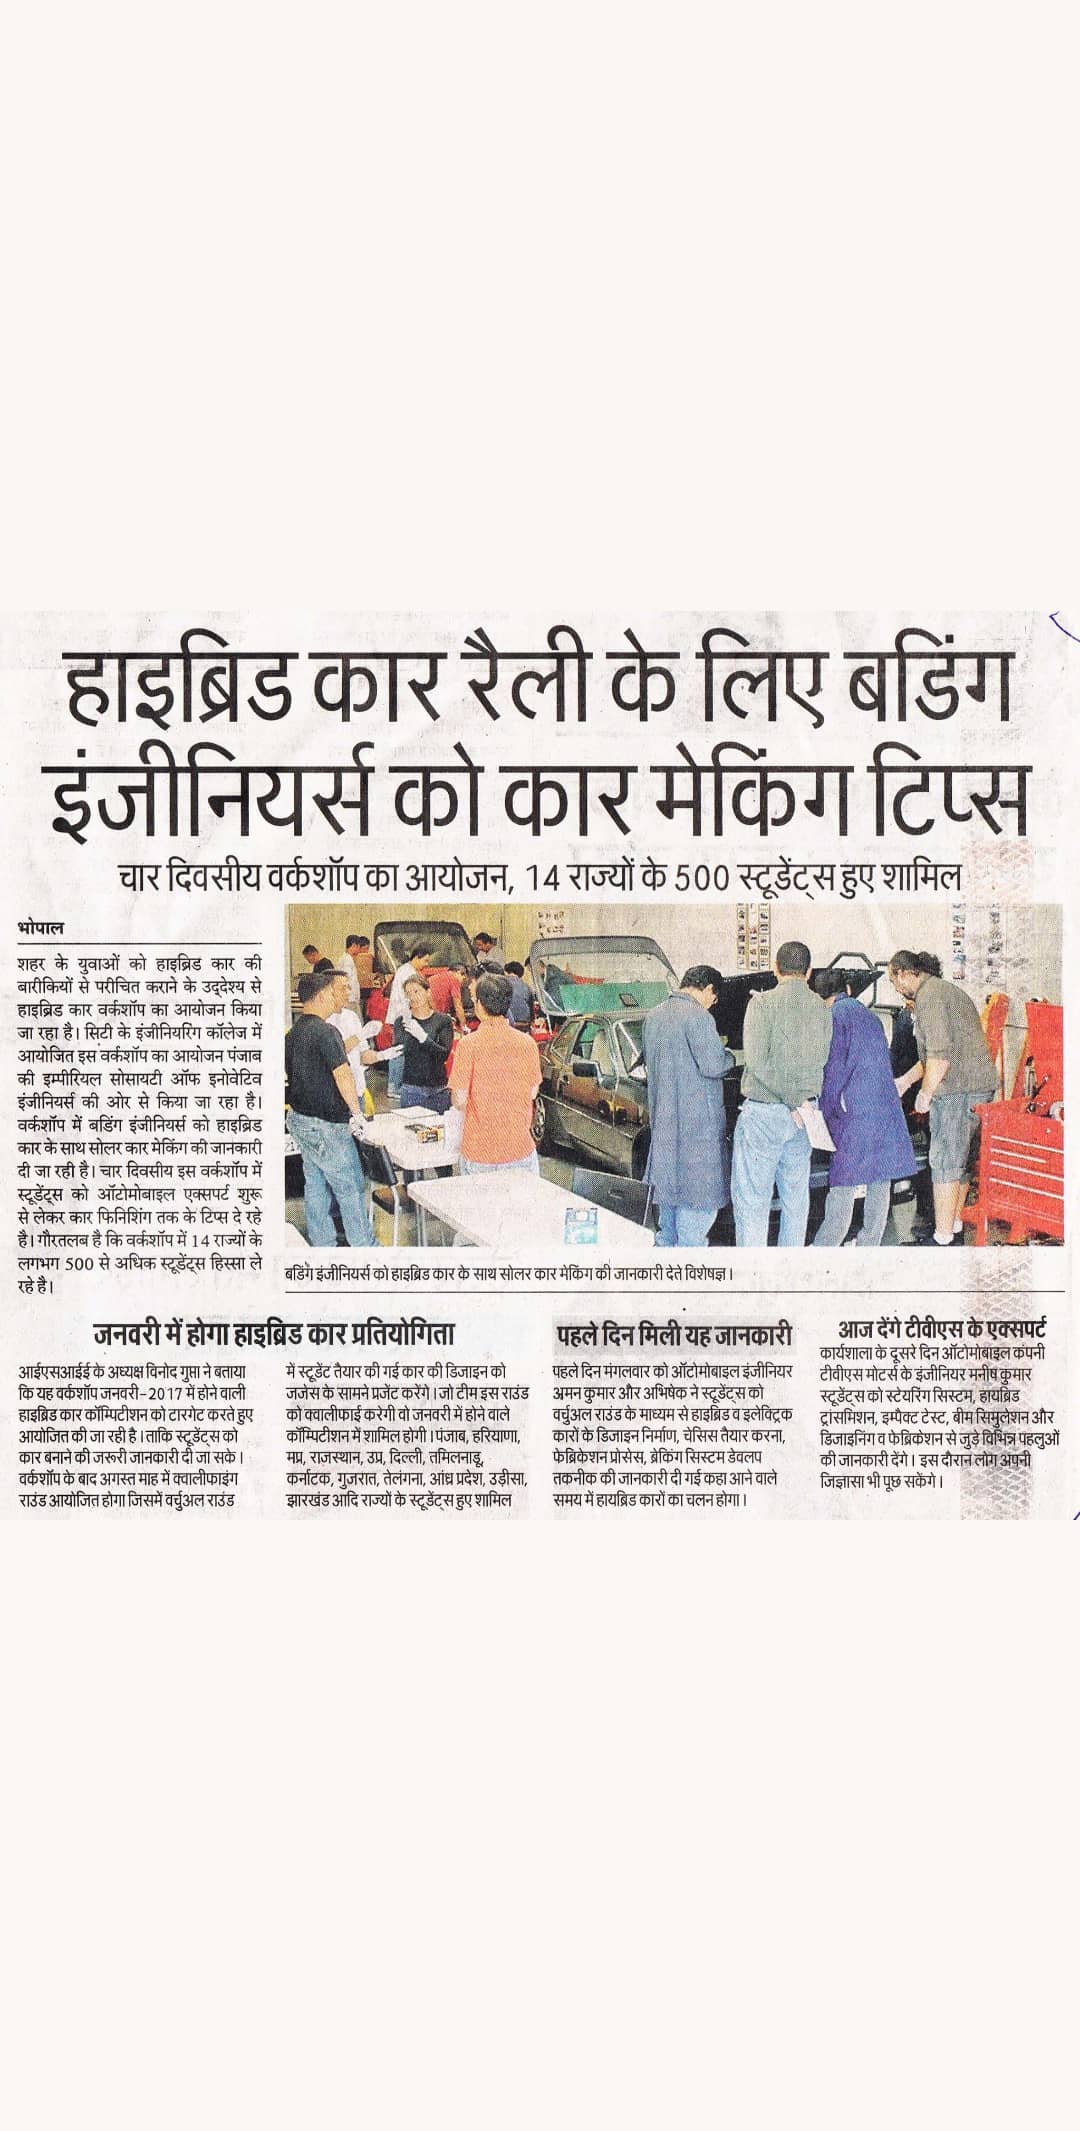 हाइब्रिड कार रैली के लिए बडिंग
इंजीनियर्स को कार मेकिंग टिप्स
चार दिवसीय वर्कशॉप का आयोजन, 14 राज्यों के 500 स्टूडेंट्स हुए शामिल
भोपाल
शहर के युवाओं को हाइब्रिड कार की
बारीकियों से परीचित कराने के उद्देश्य से
हाइब्रिड कार वर्कशॉप का आयोजन किया
जा रहा है। सिटी के इंजीनियरिंग कॉलेज में
आयोजित इस वर्कशॉप का आयोजन पंजाब
की इम्पीरियल सोसायटी ऑफ इनोवेटिव
इंजीनियर्स की ओर से किया जा रहा है।
वर्कशॉप में बडिंग इंजीनियर्स को हाइब्रिड
कार के साथ सोलर कार मेकिंग की जानकारी
दी जा रही है। चार दिवसीय इस वर्कशॉप में
स्टूडेंट्स को ऑटोमोबाइल एक्सपर्ट शुरू
से लेकर कार फिनिशिंग तक के टिप्स दे रहे
है। गौरतलब है कि वर्कशॉप में 14 राज्यों के
लगभग 500 से अधिक स्टूडेंट्स हिस्सा ले
रहे है।
बडिंग इंजीनियर्स को हाइब्रिड कार के साथ सोलर कार मेकिंग की जानकारी देते विशेषज्ञ।
जनवरी में होगा हाइब्रिड कार प्रतियोगिता
आईएसआईई के अध्यक्ष विनोद गुप्ता ने बताया
कि यह वर्कशॉप जनवरी-2017 में होने वाली
हाइब्रिड कार कॉम्पिटीशन को टारगेट करते हुए
आयोजित की जा रही है। ताकि स्टूडेंट्स को
कार बनाने की जरूरी जानकारी दी जा सके।
वर्कशॉप के बाद अगस्त माह में क्वालीफाइंग
राउंड आयोजित होगा जिसमें वर्चुअल राउंड
में स्टूडेंट तैयार की गई कार की डिजाइन को
जजेस के सामने प्रजेंट करेंगे। जो टीम इस राउंड
को क्वालीफाई करेगी वो जनवरी में होने वाले
कॉम्पिटीशन में शामिल होगी। पंजाब, हरियाणा,
मप्र, राजस्थान, उप्र, दिल्ली, तमिलनाडू,
कर्नाटक, गुजरात, तेलंगना, आंध्र प्रदेश, उड़ीसा,
झारखंड आदि राज्यों के स्टूडेंट्स हुए शामिल
पहले दिन मिली यह जानकारी
पहले दिन मंगलवार को ऑटोमोबाइल इंजीनियर
अमन कुमार और अभिषेक ने स्टूडेंट्स को
वर्चुअल राउंड के माध्यम से हाइब्रिड व इलेक्ट्रिक
कारों के डिजाइन निर्माण, चेसिस तैयार करना,
फेब्रिकेशन प्रोसेस, ब्रेकिंग सिस्टम डेवलप
तकनीक की जानकारी दी गई कहा आने वाले
समय में हायब्रिड कारों का चलन होगा।
आज देंगे टीवीएस के एक्सपर्ट
कार्यशाला के दूसरे दिन ऑटोमोबाइल कंपनी
टीवीएस मोटर्स के इंजीनियर मनीष कुमार
स्टूडेंट्स को स्टेयरिंग सिस्टम, हायब्रिड
ट्रांसमिशन, इम्पैक्ट टेस्ट, बीम सिमुलेशन और
डिजाइनिंग व फेब्रिकेशन से जुड़े विभिन्न पहलुओं
की जानकारी देंगे। इस दौरान लोग अपनी
जिज्ञासा भी पूछ सकेंगे।